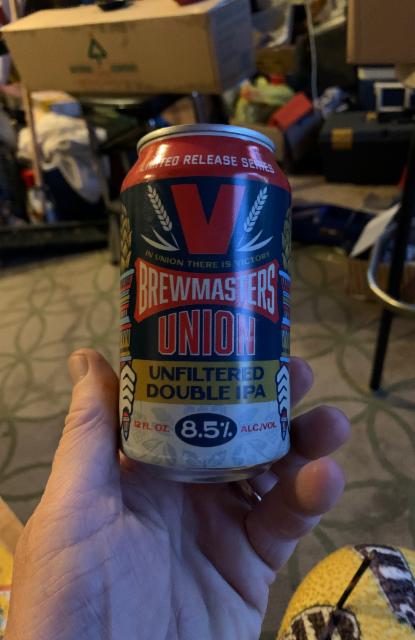 LIMITED RELEASE SERIES
V
IN UNION THERE IS VICTORY
BREWMASTERS
UNION
UNFILTERED
DOUBLE IPA
12 FL. OZ. 8.5% ALC/VOL